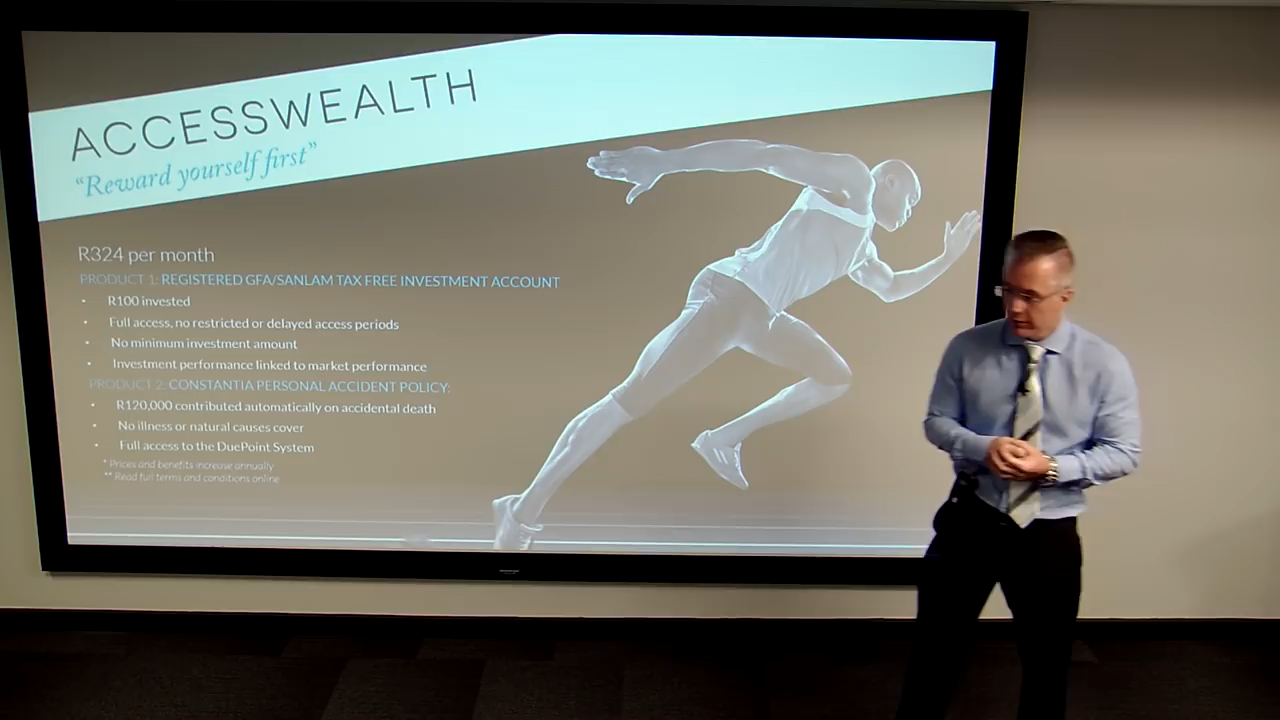 ACCESSWEALTH
“Reward yourself first”
R324 per month
PRODUCT 1: REGISTERED GFA/SANLAM TAX FREE INVESTMENT ACCOUNT
• R100 invested
• Full access, no restricted or delayed access periods
• No minimum investment amount
• Investment performance linked to market performance
PRODUCT 2: CONSTANTIA PERSONAL ACCIDENT POLICY:
• R120,000 contributed automatically on accidental death
• No illness or natural causes cover
• Full access to the DuePoint System
* Prices and benefits increase annually
** Read full terms and conditions online